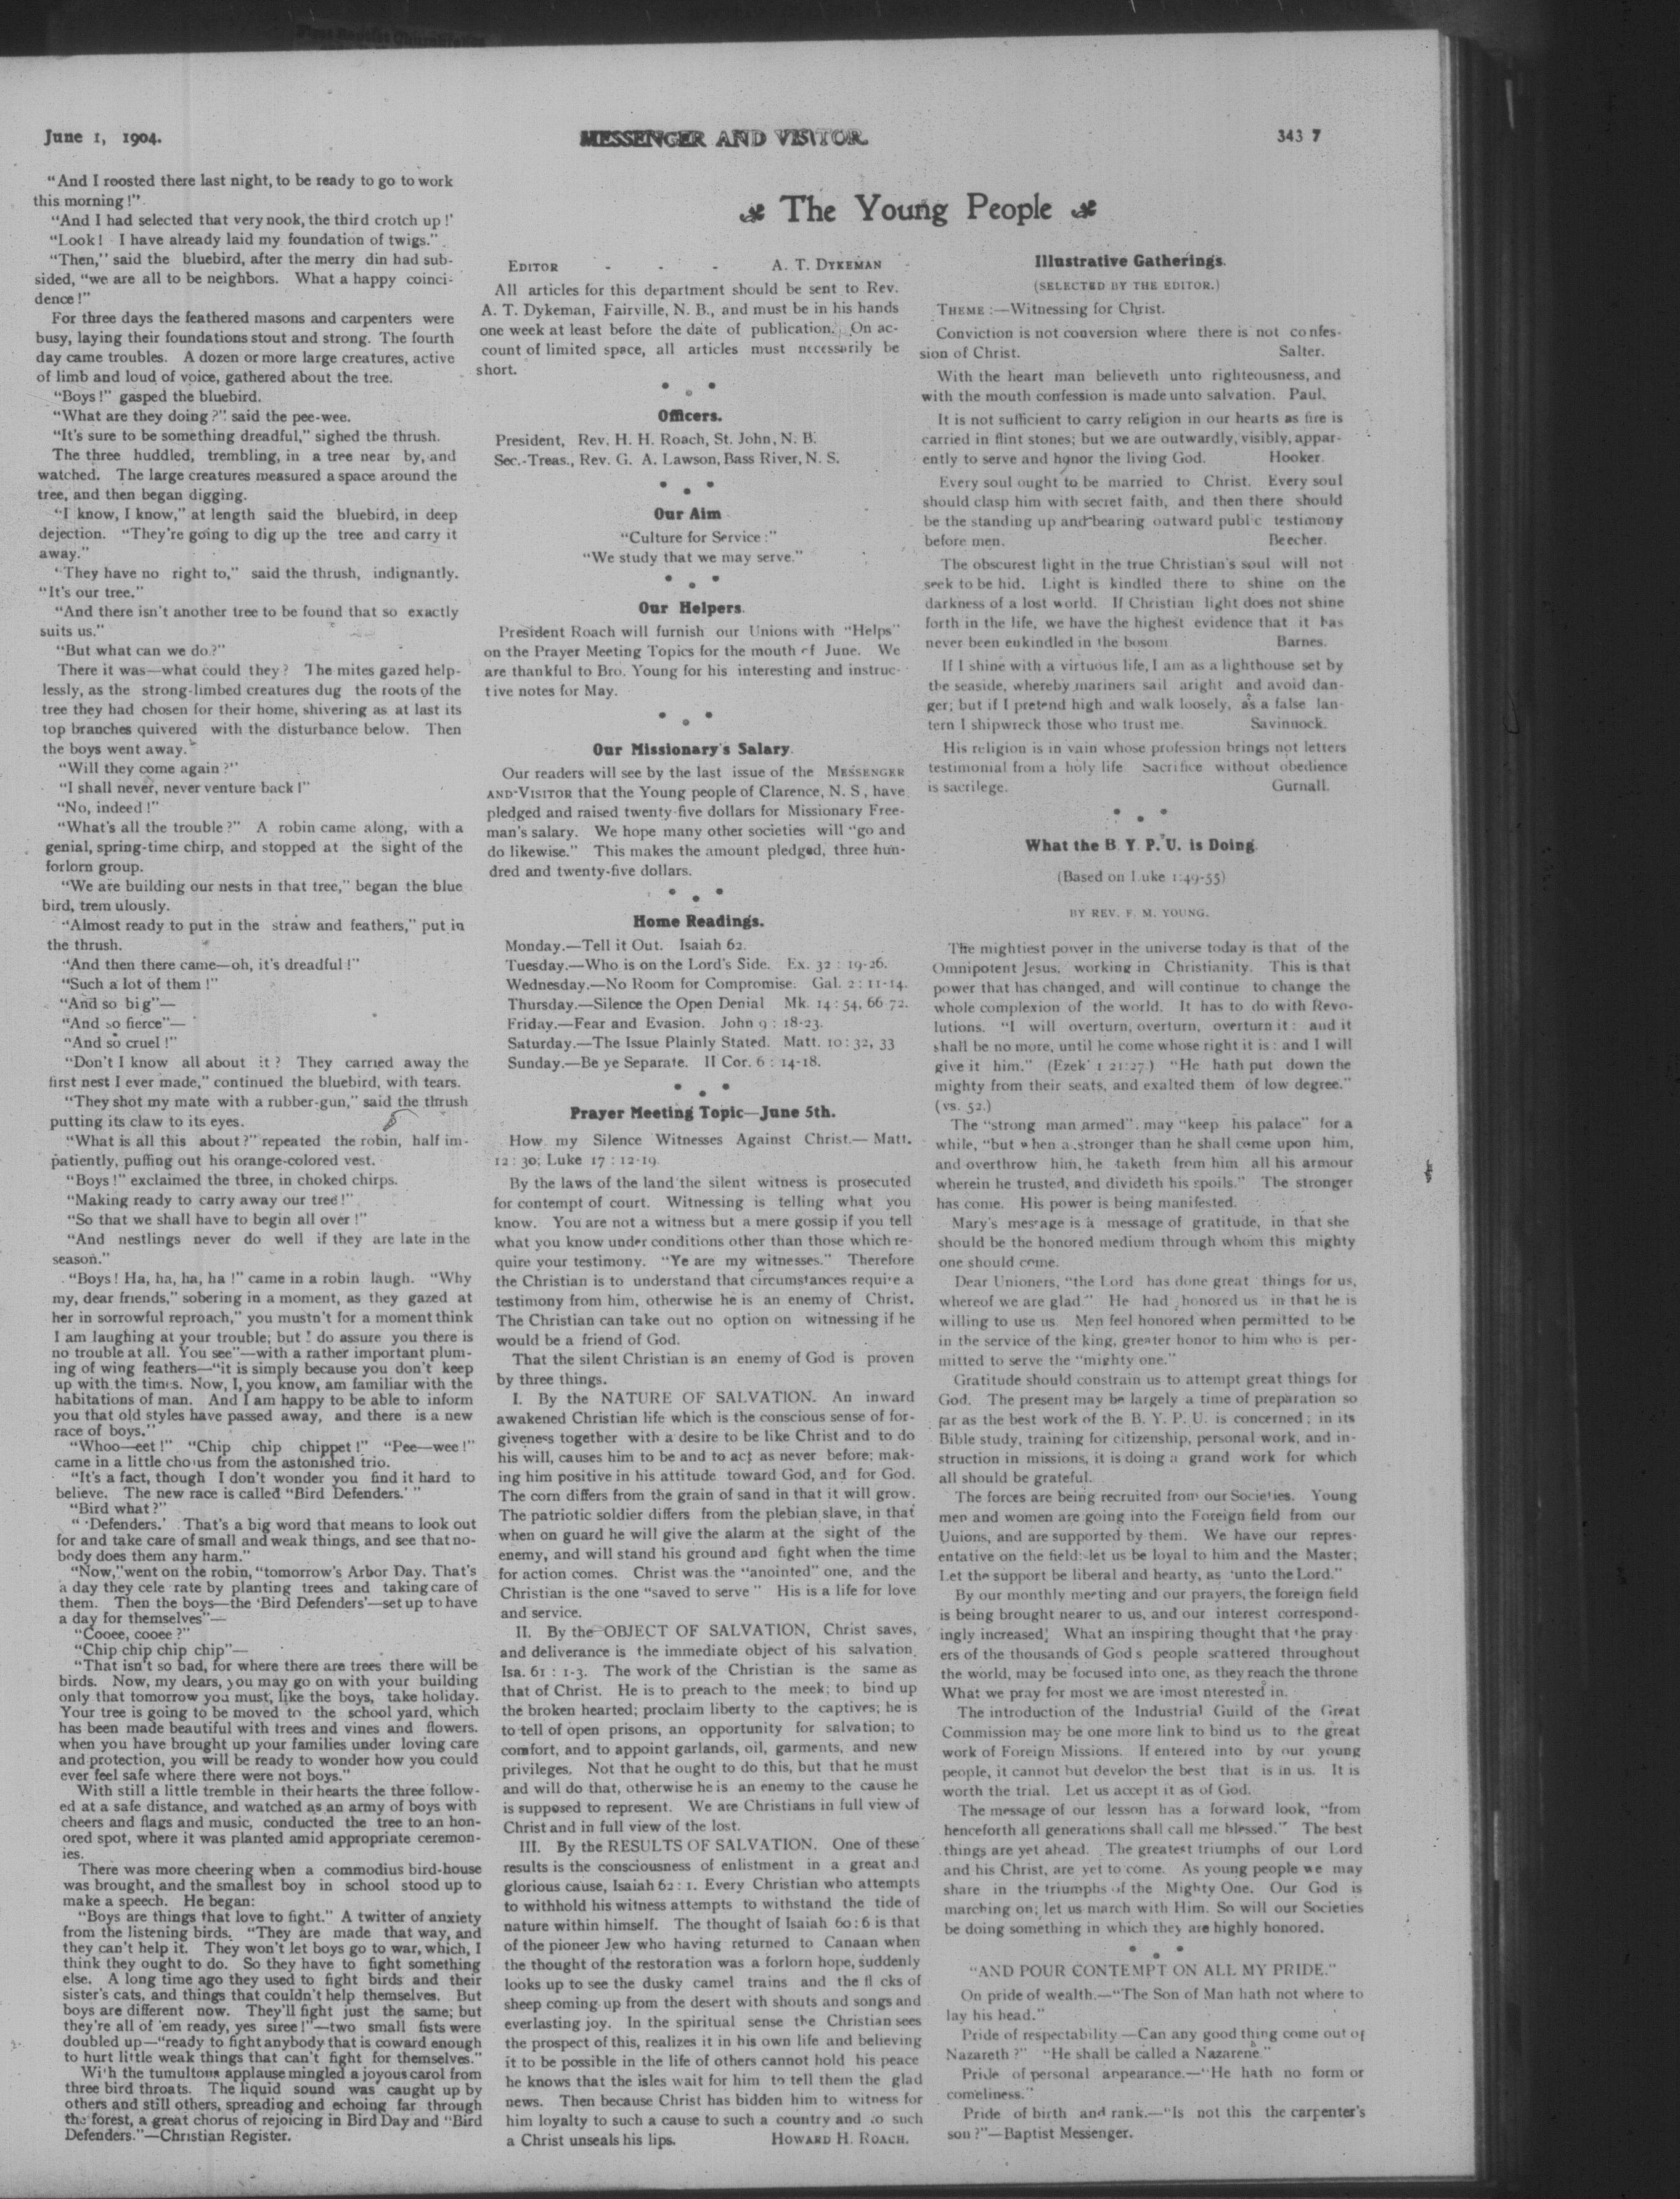 June 1, 1904.
MESSENGER AND VISITOR.
343 7
"And I roosted there last night, to be ready to go to work
this morning!"
"And I had selected that very nook, the third crotch up!'
"Look! I have already laid my foundation of twigs."
"Then," said the bluebird, after the merry din had sub-
sided, "we are all to be neighbors. What a happy coinci-
dence!"
For three days the feathered masons and carpenters were
busy, laying their foundations stout and strong. The fourth
day came troubles. A dozen or more large creatures, active
of limb and loud of voice, gathered about the tree.
"Boys!" gasped the bluebird.
"What are they doing?" said the pee-wee.
"It's sure to be something dreadful," sighed the thrush.
The three huddled, trembling, in a tree near by, and
watched. The large creatures measured a space around the
tree, and then began digging.
"I know, I know," at length said the bluebird, in deep
dejection. "They're going to dig up the tree and carry it
away."
"They have no right to," said the thrush, indignantly.
"It's our tree."
"And there isn't another tree to be found that so exactly
suits us."
"But what can we do?"
There it was—what could they? The mites gazed help-
lessly, as the strong-limbed creatures dug the roots of the
tree they had chosen for their home, shivering as at last its
top branches quivered with the disturbance below. Then
the boys went away.
"Will they come again?"
"I shall never, never venture back!"
"No, indeed!"
"What's all the trouble?" A robin came along, with a
genial, spring-time chirp, and stopped at the sight of the
forlorn group.
"We are building our nests in that tree," began the blue
bird, trem ulously.
"Almost ready to put in the straw and feathers," put in
the thrush.
"And then there came—oh, it's dreadful!"
"Such a lot of them!"
"And so big"—
"And so fierce"—
"And so cruel!"
"Don't I know all about it? They carried away the
first nest I ever made," continued the bluebird, with tears.
"They shot my mate with a rubber-gun," said the thrush
putting its claw to its eyes.
"What is all this about?" repeated the robin, half im-
patiently, puffing out his orange-colored vest.
"Boys!" exclaimed the three, in choked chirps.
"Making ready to carry away our tree!"
"So that we shall have to begin all over!"
"And nestlings never do well if they are late in the
season."
"Boys! Ha, ha, ha, ha!" came in a robin laugh. "Why
my, dear friends," sobering in a moment, as they gazed at
her in sorrowful reproach," you mustn't for a moment think
I am laughing at your trouble; but I do assure you there is
no trouble at all. You see"—with a rather important plum-
ing of wing feathers—"it is simply because you don't keep
up with the times. Now, I, you know, am familiar with the
habitations of man. And I am happy to be able to inform
you that old styles have passed away, and there is a new
race of boys."
"Whoo—eet!" "Chip chip chippet!" "Pee—wee!"
came in a little chorus from the astonished trio.
"It's a fact, though I don't wonder you find it hard to
believe. The new race is called "Bird Defenders.' "
"Bird what?"
" 'Defenders.' That's a big word that means to look out
for and take care of small and weak things, and see that no-
body does them any harm."
"Now,"went on the robin, "tomorrow's Arbor Day. That's
a day they cele rate by planting trees and taking care of
them. Then the boys—the 'Bird Defenders'—set up to have
a day for themselves"—
"Cooee, cooee?"
"Chip chip chip chip"—
"That isn't so bad, for where there are trees there will be
birds. Now, my dears, you may go on with your building
only that tomorrow you must, like the boys, take holiday.
Your tree is going to be moved to the school yard, which
has been made beautiful with trees and vines and flowers.
when you have brought up your families under loving care
and protection, you will be ready to wonder how you could
ever feel safe where there were not boys."
With still a little tremble in their hearts the three follow-
ed at a safe distance, and watched as an army of boys with
cheers and flags and music, conducted the tree to an hon-
ored spot, where it was planted amid appropriate ceremon-
ies.
There was more cheering when a commodius bird-house
was brought, and the smallest boy in school stood up to
make a speech. He began:
"Boys are things that love to fight." A twitter of anxiety
from the listening birds. "They are made that way, and
they can't help it. They won't let boys go to war, which, I
think they ought to do. So they have to fight something
else. A long time ago they used to fight birds and their
sister's cats, and things that couldn't help themselves. But
boys are different now. They'll fight just the same; but
they're all of 'em ready, yes siree!"—two small fists were
doubled up—"ready to fight anybody that is coward enough
to hurt little weak things that can't fight for themselves."
With the tumultous applause mingled a joyous carol from
three bird throats. The liquid sound was caught up by
others and still others, spreading and echoing far through
the forest, a great chorus of rejoicing in Bird Day and "Bird
Defenders."—Christian Register.
The Young People
EDITOR - - - A. T. DYKEMAN
All articles for this department should be sent to Rev.
A. T. Dykeman, Fairville, N. B., and must be in his hands
one week at least before the date of publication. On ac-
count of limited space, all articles must necessarily be
short.
Officers.
President, Rev. H. H. Roach, St. John, N. B.
Sec.-Treas., Rev. G. A. Lawson, Bass River, N. S.
Our Aim
"Culture for Service:"
"We study that we may serve."
Our Helpers.
President Roach will furnish our Unions with "Helps"
on the Prayer Meeting Topics for the mouth of June. We
are thankful to Bro. Young for his interesting and instruc-
tive notes for May.
Our Missionary's Salary.
Our readers will see by the last issue of the MESSENGER
AND-VISITOR that the Young people of Clarence, N. S, have
pledged and raised twenty-five dollars for Missionary Free-
man's salary. We hope many other societies will "go and
do likewise." This makes the amount pledged, three hun-
dred and twenty-five dollars.
Home Readings.
Monday.—Tell it Out. Isaiah 62.
Tuesday.—Who is on the Lord's Side. Ex. 32 : 19-26.
Wednesday.—No Room for Compromise. Gal. 2 : 11-14.
Thursday.—Silence the Open Denial Mk. 14 : 54, 66 72.
Friday.—Fear and Evasion. John 9 : 18-23.
Saturday.—The Issue Plainly Stated. Matt. 10 : 32, 33
Sunday.—Be ye Separate. II Cor. 6 : 14-18.
Prayer Meeting Topic—June 5th.
How my Silence Witnesses Against Christ.—Matt.
12 : 30; Luke 17 : 12-19.
By the laws of the land the silent witness is prosecuted
for contempt of court. Witnessing is telling what you
know. You are not a witness but a mere gossip if you tell
what you know under conditions other than those which re-
quire your testimony. "Ye are my witnesses." Therefore
the Christian is to understand that circumstances require a
testimony from him, otherwise he is an enemy of Christ.
The Christian can take out no option on witnessing if he
would be a friend of God.
That the silent Christian is an enemy of God is proven
by three things.
I. By the NATURE OF SALVATION. An inward
awakened Christian life which is the conscious sense of for-
giveness together with a desire to be like Christ and to do
his will, causes him to be and to act as never before; mak-
ing him positive in his attitude toward God, and for God.
The corn differs from the grain of sand in that it will grow.
The patriotic soldier differs from the plebian slave, in that
when on guard he will give the alarm at the sight of the
enemy, and will stand his ground and fight when the time
for action comes. Christ was the "anointed" one, and the
Christian is the one "saved to serve" His is a life for love
and service.
II. By the OBJECT OF SALVATION, Christ saves,
and deliverance is the immediate object of his salvation.
Isa. 61 : 1-3. The work of the Christian is the same as
that of Christ. He is to preach to the meek; to bind up
the broken hearted; proclaim liberty to the captives; he is
to tell of open prisons, an opportunity for salvation; to
comfort, and to appoint garlands, oil, garments, and new
privileges. Not that he ought to do this, but that he must
and will do that, otherwise he is an enemy to the cause he
is supposed to represent. We are Christians in full view of
Christ and in full view of the lost.
III. By the RESULTS OF SALVATION. One of these
results is the consciousness of enlistment in a great and
glorious cause, Isaiah 62 : 1. Every Christian who attempts
to withhold his witness attempts to withstand the tide of
nature within himself. The thought of Isaiah 60 : 6 is that
of the pioneer Jew who having returned to Canaan when
the thought of the restoration was a forlorn hope, suddenly
looks up to see the dusky camel trains and the fl cks of
sheep coming up from the desert with shouts and songs and
everlasting joy. In the spiritual sense the Christian sees
the prospect of this, realizes it in his own life and believing
it to be possible in the life of others cannot hold his peace
he knows that the isles wait for him to tell them the glad
news. Then because Christ has bidden him to witness for
him loyalty to such a cause to such a country and to such
a Christ unseals his lips. HOWARD H. ROACH.
Illustrative Gatherings.
(SELECTED BY THE EDITOR.)
THEME:—Witnessing for Christ.
Conviction is not conversion where there is not confes-
sion of Christ. Salter.
With the heart man believeth unto righteousness, and
with the mouth confession is made unto salvation. Paul.
It is not sufficient to carry religion in our hearts as fire is
carried in flint stones; but we are outwardly, visibly, appar-
ently to serve and honor the living God. Hooker.
Every soul ought to be married to Christ. Every soul
should clasp him with secret faith, and then there should
be the standing up and bearing outward publ c testimony
before men. Beecher.
The obscurest light in the true Christian's soul will not
seek to be hid. Light is kindled there to shine on the
darkness of a lost world. If Christian light does not shine
forth in the life, we have the highest evidence that it has
never been enkindled in the bosom Barnes.
If I shine with a virtuous life, I am as a lighthouse set by
the seaside, whereby mariners sail aright and avoid dan-
ger; but if I pretend high and walk loosely, as a false lan-
tern I shipwreck those who trust me. Savinnock.
His religion is in vain whose profession brings not letters
testimonial from a holy life Sacrifice without obedience
is sacrilege. Gurnall.
What the B. Y. P. U. is Doing.
(Based on Luke 1:49-55)
BY REV. F. M. YOUNG.
The mightiest power in the universe today is that of the
Omnipotent Jesus, working in Christianity. This is that
power that has changed, and will continue to change the
whole complexion of the world. It has to do with Revo-
lutions. "I will overturn, overturn, overturn it: and it
shall be no more, until he come whose right it is: and I will
give it him." (Ezek' 1 21:27.) "He hath put down the
mighty from their seats, and exalted them of low degree."
(vs. 52.)
The "strong man armed". may "keep his palace" for a
while, "but when a stronger than he shall come upon him,
and overthrow him, he taketh from him all his armour
wherein he trusted, and divideth his spoils." The stronger
has come. His power is being manifested.
Mary's message is a message of gratitude, in that she
should be the honored medium through whom this mighty
one should come.
Dear Unioners, "the Lord has done great things for us,
whereof we are glad" He had honored us in that he is
willing to use us. Men feel honored when permitted to be
in the service of the king, greater honor to him who is per-
mitted to serve the "mighty one."
Gratitude should constrain us to attempt great things for
God. The present may be largely a time of preparation so
far as the best work of the B. Y. P. U. is concerned; in its
Bible study, training for citizenship, personal work, and in-
struction in missions, it is doing a grand work for which
all should be grateful.
The forces are being recruited from our Societies. Young
men and women are going into the Foreign field from our
Uuions, and are supported by them. We have our repres-
entative on the field: let us be loyal to him and the Master;
Let the support be liberal and hearty, as 'unto the Lord."
By our monthly meeting and our prayers, the foreign field
is being brought nearer to us, and our interest correspond-
ingly increased. What an inspiring thought that the pray-
ers of the thousands of God s people scattered throughout
the world, may be focused into one, as they reach the throne
What we pray for most we are most nterested in.
The introduction of the Industrial Guild of the Great
Commission may be one more link to bind us to the great
work of Foreign Missions. If entered into by our young
people, it cannot but develop the best that is in us. It is
worth the trial. Let us accept it as of God.
The message of our lesson has a forward look, "from
henceforth all generations shall call me blessed." The best
things are yet ahead. The greatest triumphs of our Lord
and his Christ, are yet to come. As young people we may
share in the triumphs of the Mighty One. Our God is
marching on; let us march with Him. So will our Societies
be doing something in which they are highly honored.
"AND POUR CONTEMPT ON ALL MY PRIDE."
On pride of wealth.—"The Son of Man hath not where to
lay his head."
Pride of respectability—Can any good thing come out of
Nazareth?" "He shall be called a Nazarene."
Pride of personal appearance.—"He hath no form or
comeliness."
Pride of birth and rank.—"Is not this the carpenter's
son?"—Baptist Messenger.